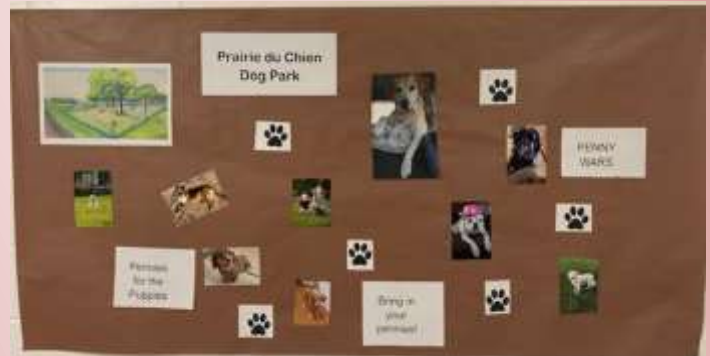 Prairie du Chien
Dog Park
PENNY
WARS
Pennies
for the
Puppies
Bring in
your
pennies!